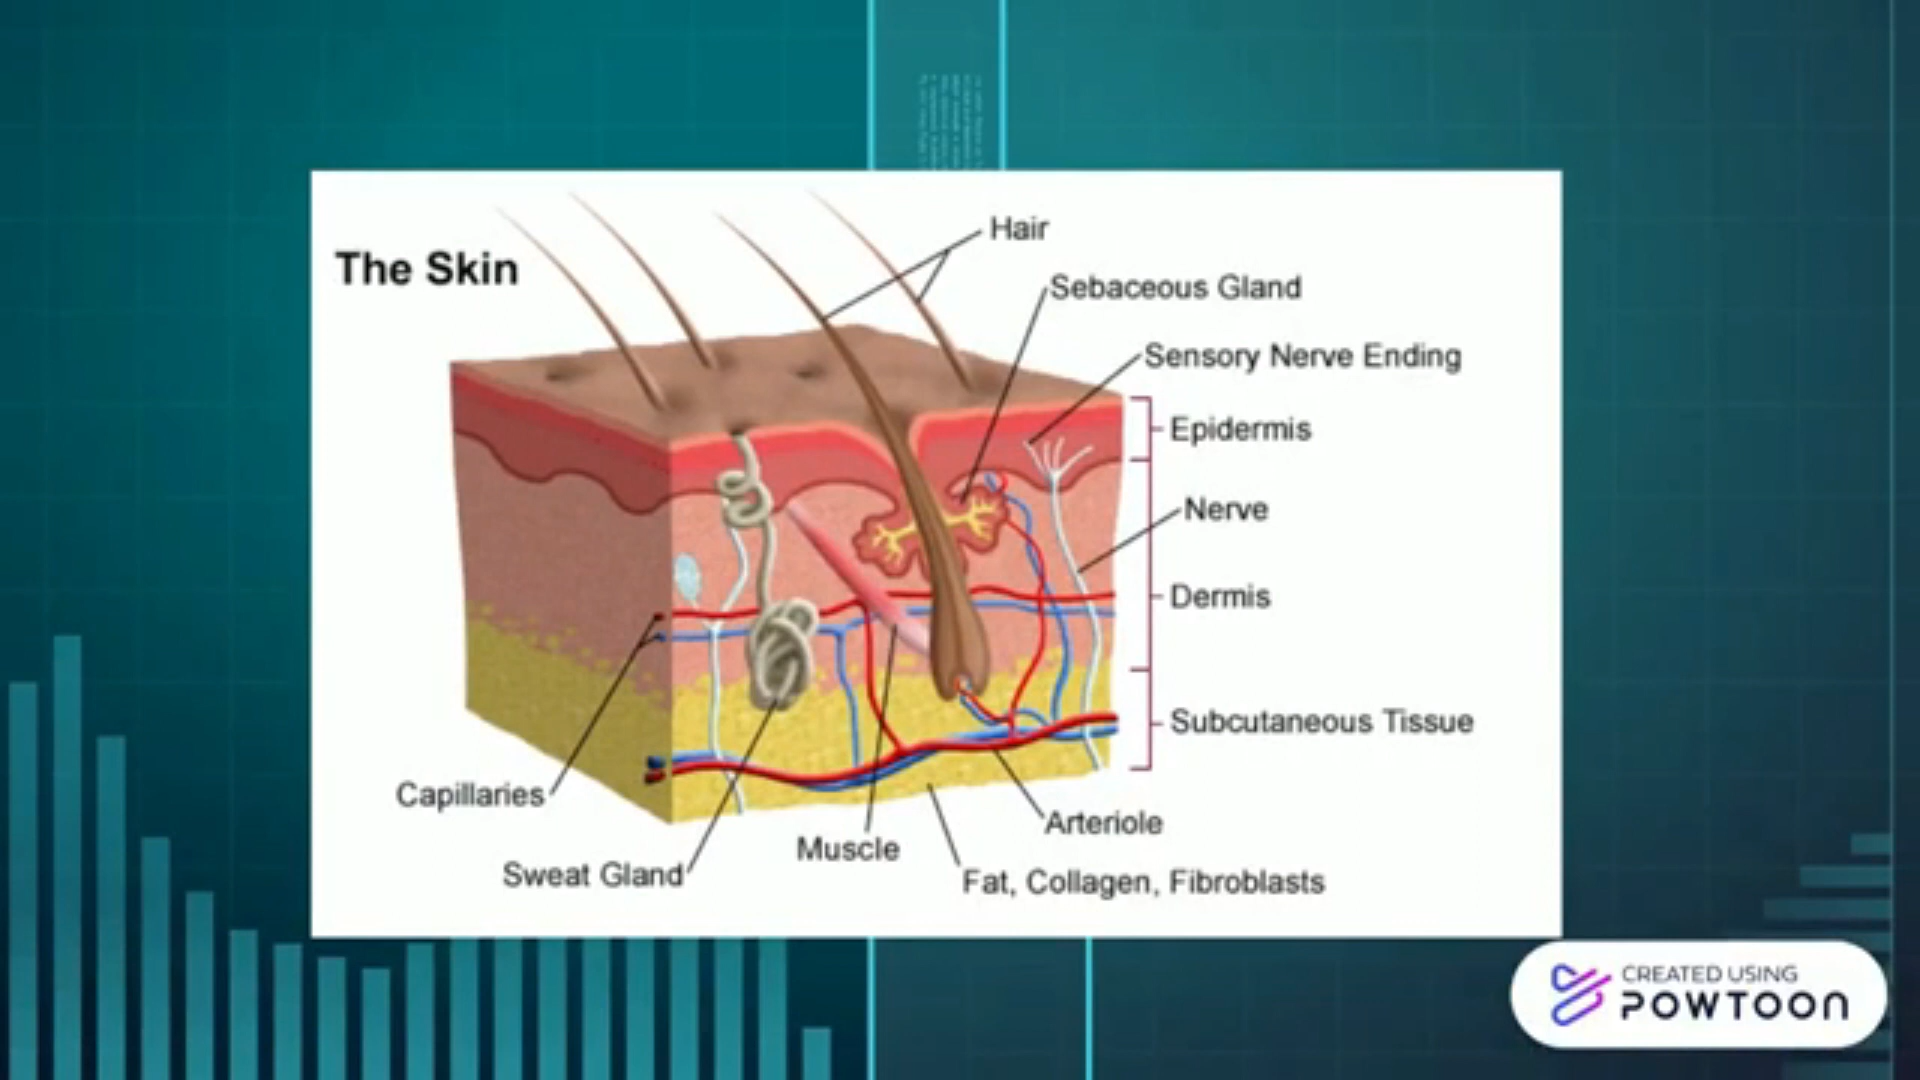 The Skin
Hair
Sebaceous Gland
Sensory Nerve Ending
Epidermis
Nerve
Dermis
Subcutaneous Tissue
Capillaries
Arteriole
Muscle
Sweat Gland
Fat, Collagen, Fibroblasts
CREATED USING
POWTOON